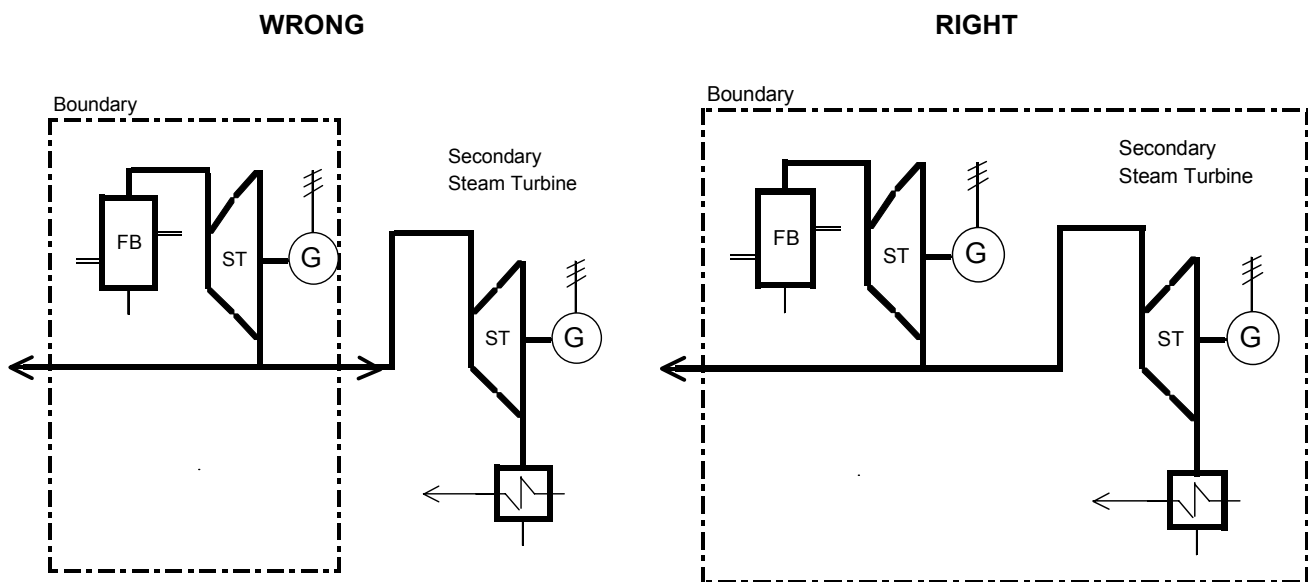 WRONG
Boundary
Secondary
Steam Turbine
FB
ST
G
ST
G
RIGHT
Boundary
Secondary
Steam Turbine
FB
ST
G
ST
G